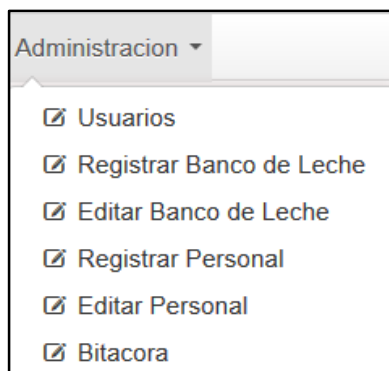 Administracion
Usuarios
Registrar Banco de Leche
Editar Banco de Leche
Registrar Personal
Editar Personal
Bitacora